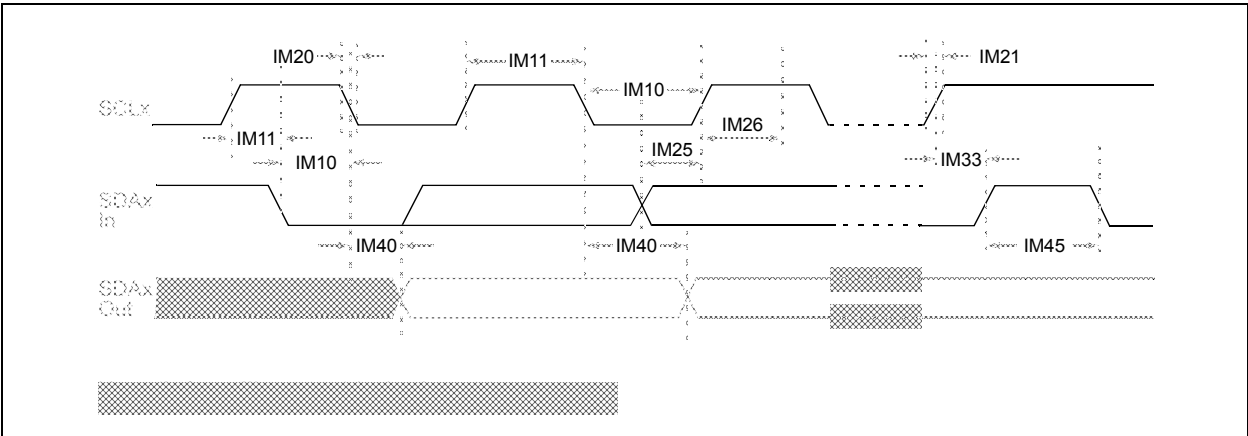 IM20
IM11
IM10
IM21
SCLx
IM11
IM26
IM10
IM25
IM33
SDAx
In
IM40
IM40
IM45
SDAx
Out